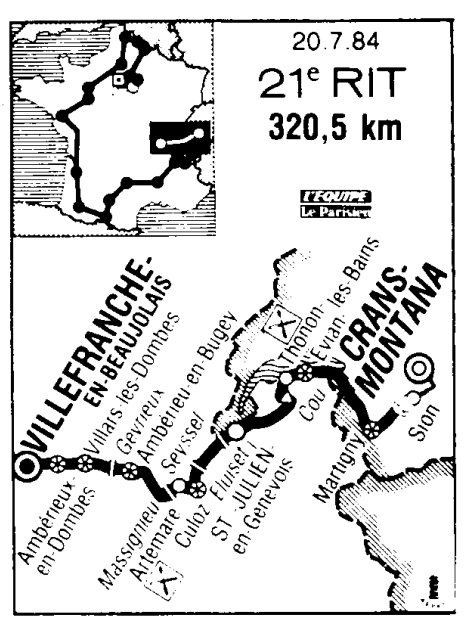 20.7.84
21e RIT
320,5 km
L'EQUIPE
Le Parisien
VILLEFRANCHE-
EN-BEAUJOLAIS
Ambérieux-
en-Dombes
Villars-les-Dombes
Gevrieux
Ambérieu-en-Bugey
Massignieu
Artemare
Seyssel
Culoz
ST-JULIEN-
en-Genevois
Thonon-
les-Bains
Evian-
Cou
CRANS-
MONTANA
Martigny
Sion